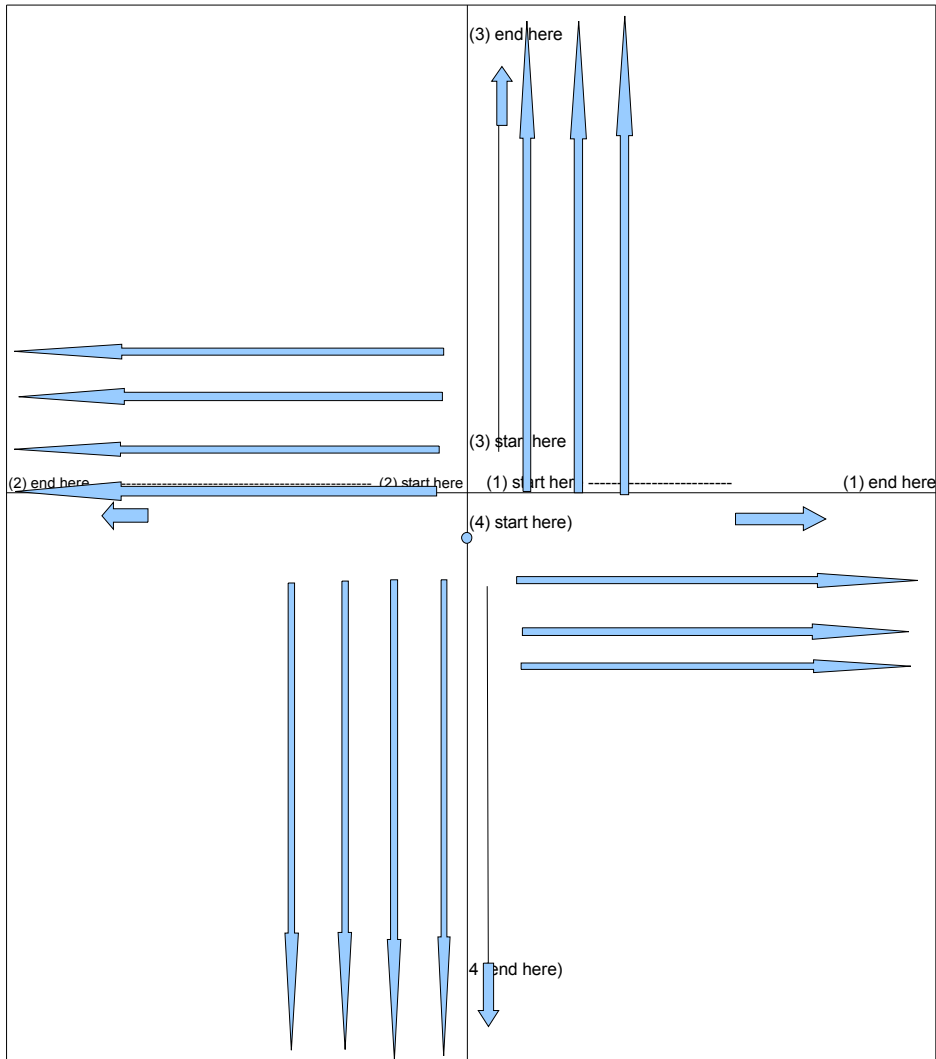 (3) end here
(3) start here
(2) end here ---------------------------------------- (2) start here
(1) start here ----------------------- (1) end here
(4) start here)
4 (end here)